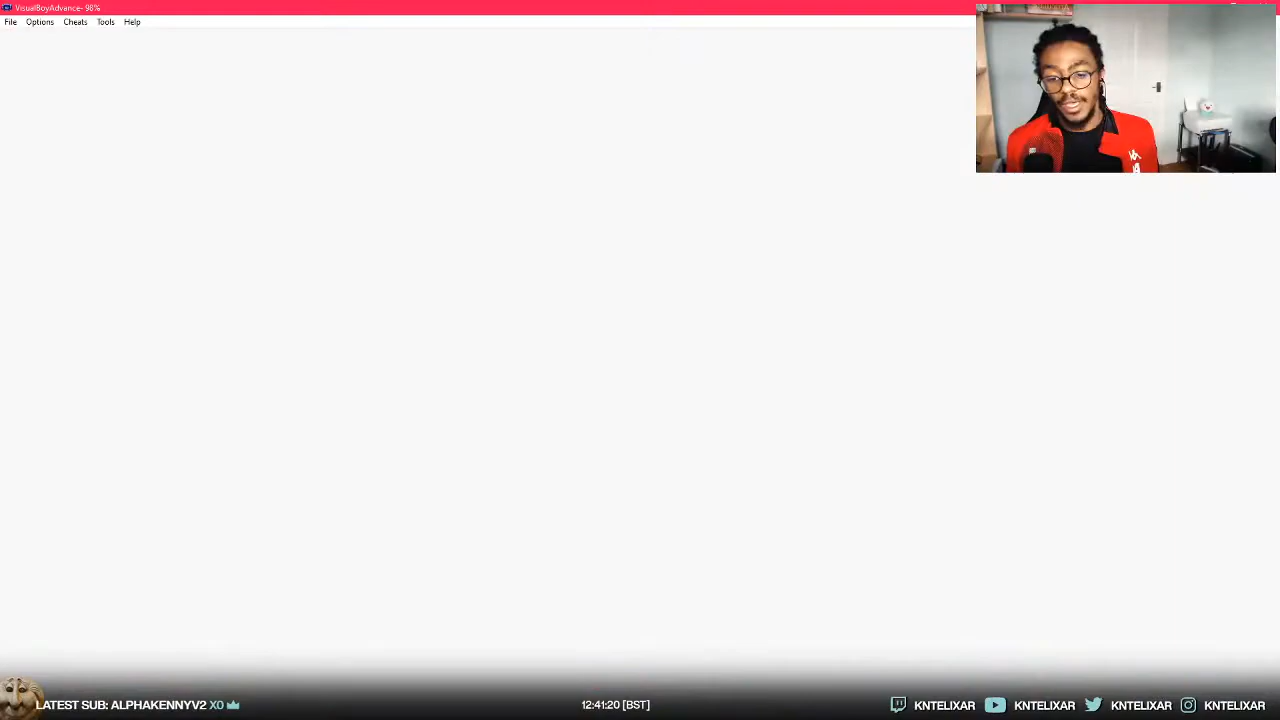 VisualBoyAdvance- 98%
File Options Cheats Tools Help
LATEST SUB: ALPHAKENNYV2 X0
12:41:20 [BST]
KNTELIXAR KNTELIXAR KNTELIXAR KNTELIXAR